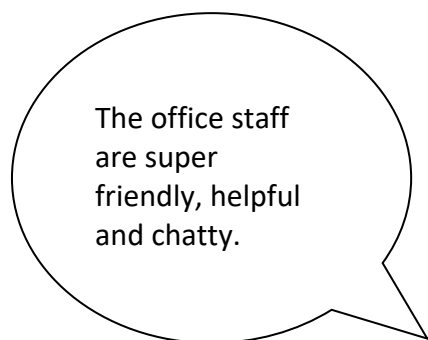 The office staff
are super
friendly, helpful
and chatty.